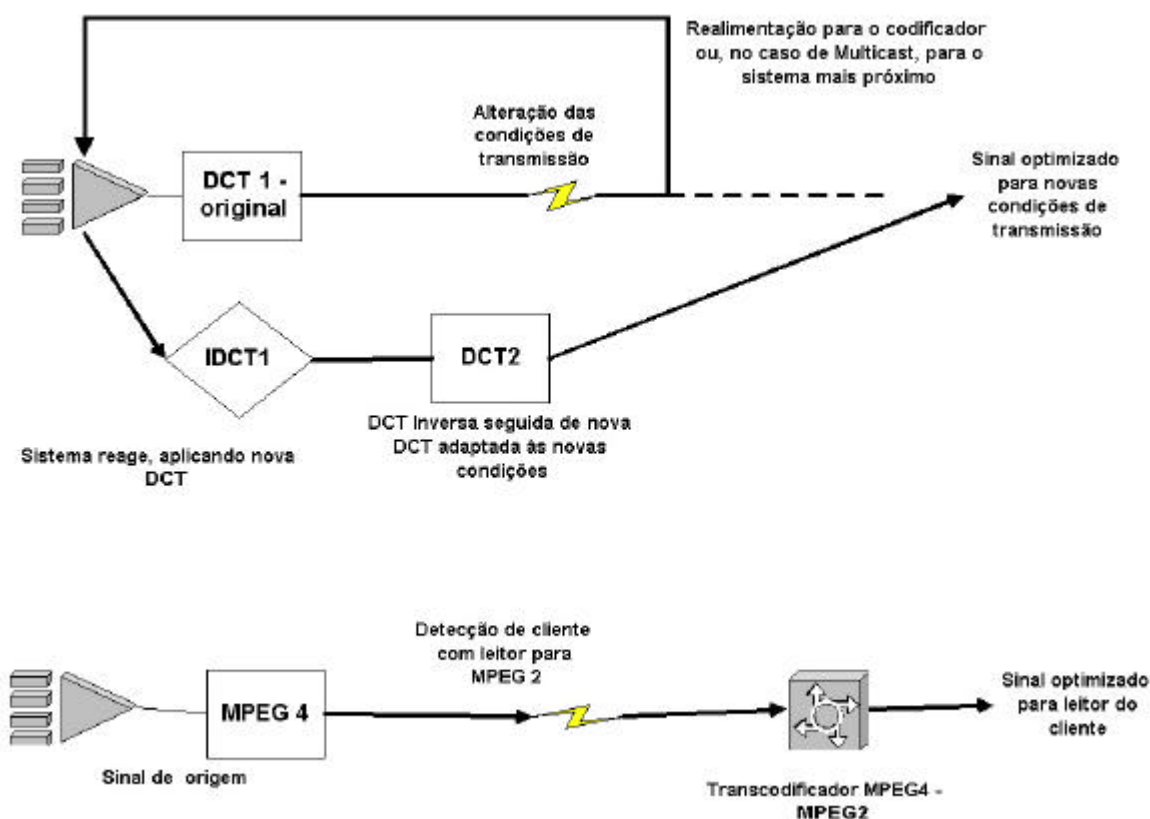 Realimentação para o codificador
ou, no caso de Multicast, para o
sistema mais próximo
Alteração das
condições de
transmissão
DCT 1 -
original
Sinal optimizado
para novas
condições de
transmissão
IDCT1
DCT2
DCT Inversa seguida de nova
DCT adaptada às novas
condições
Sistema reage, aplicando nova
DCT
Detecção de cliente
com leitor para
MPEG 2
MPEG 4
Sinal optimizado
para leitor do
cliente
Sinal de origem
Transcodificador MPEG4 -
MPEG2